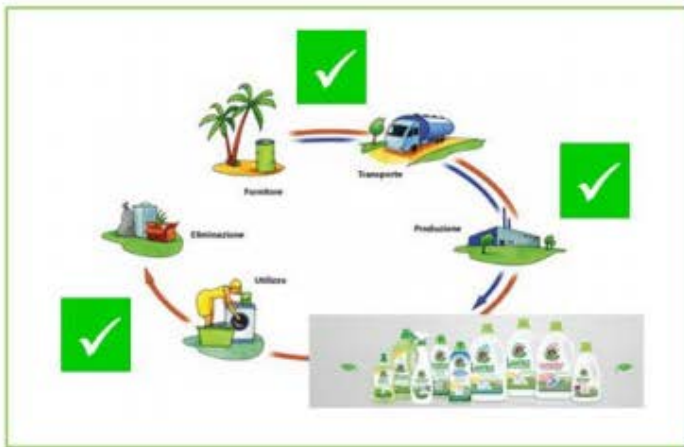 Fornitore
Trasporto
Produzione
Eliminazione
Utilizzo